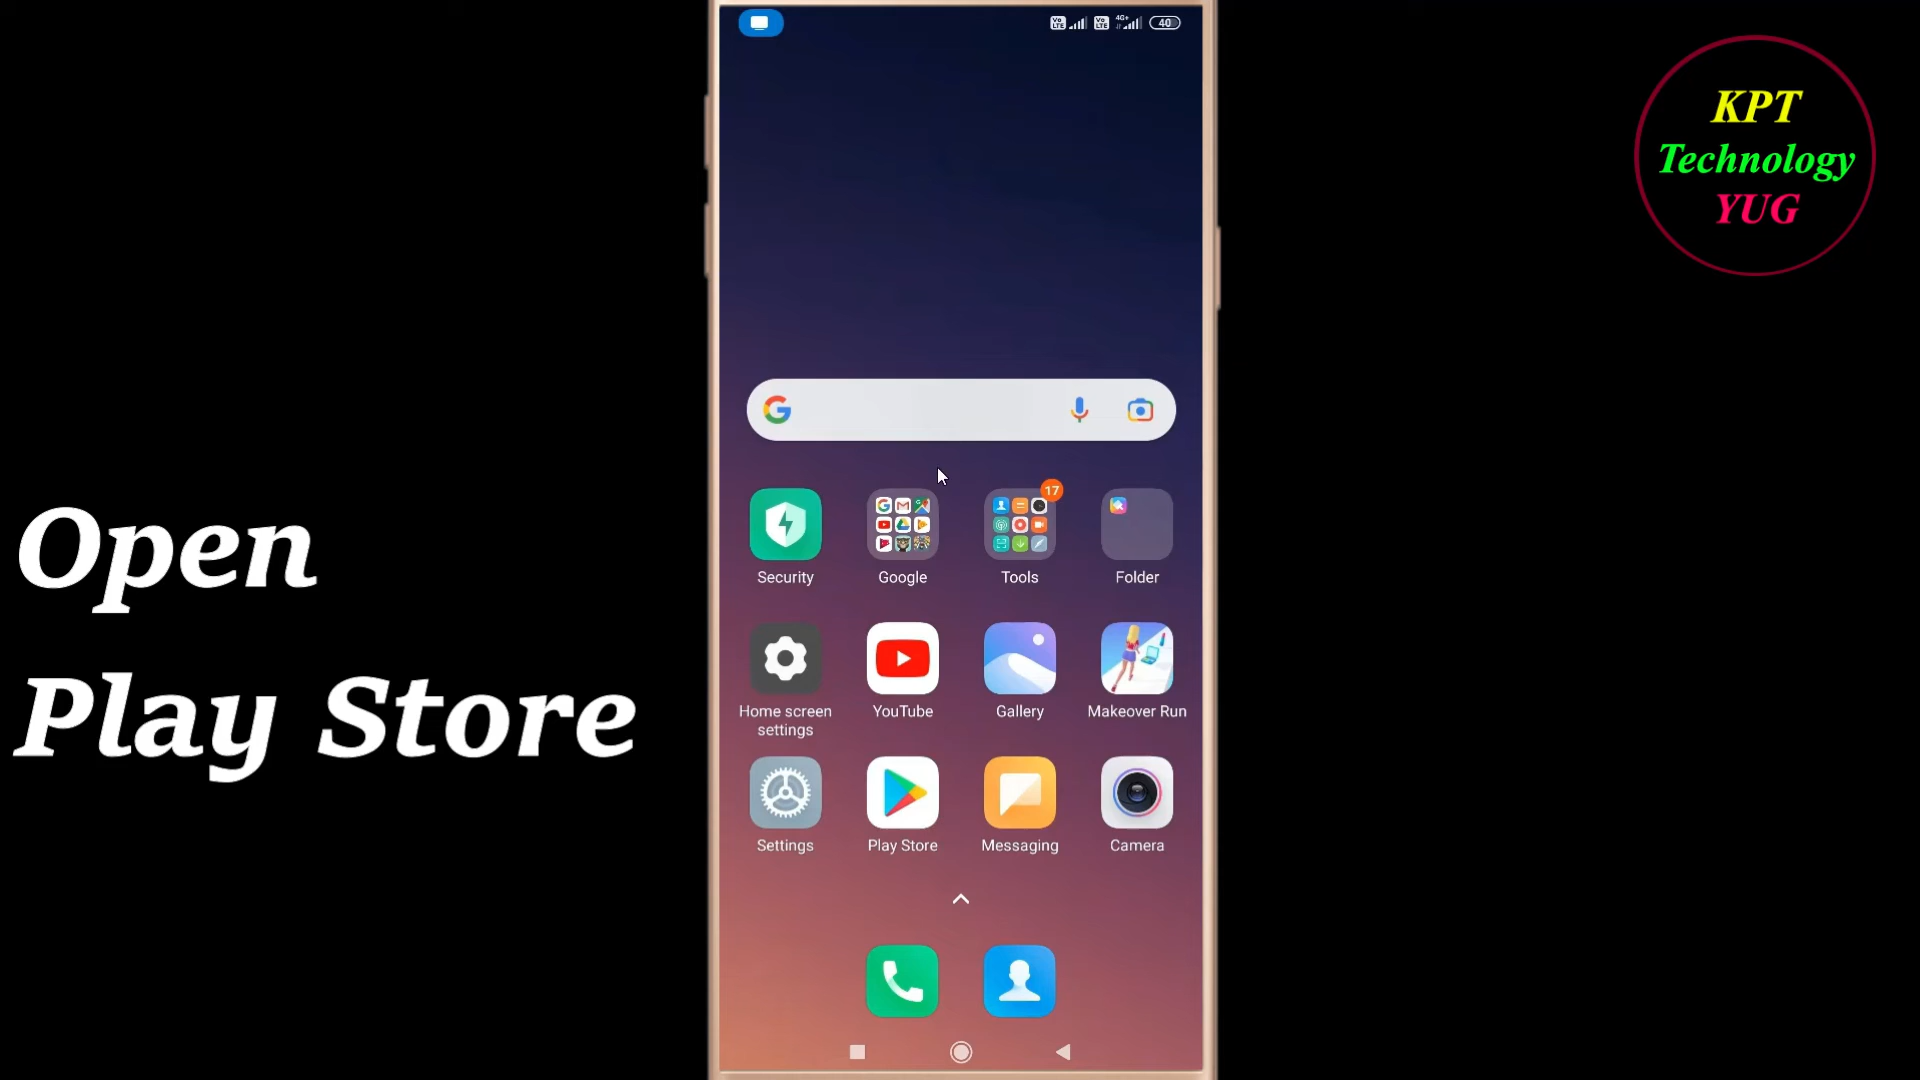 40
KPT
Technology
YUG
17
Security
Google
Tools
Folder
Open
Play Store
Home screen
settings
YouTube
Gallery
Makeover Run
Settings
Play Store
Messaging
Camera